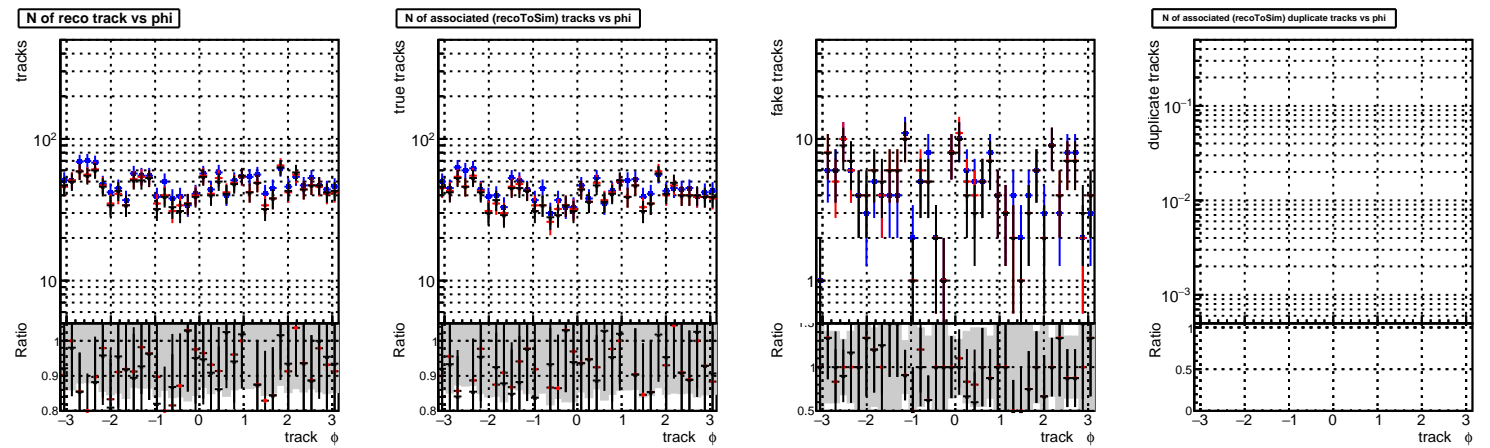 N of reco track vs phi
tracks
10²
10
Ratio
1
0.9
0.8
−3 −2 −1 0 1 2 3
track ϕ
N of associated (recoToSim) tracks vs phi
true tracks
10²
10
Ratio
1
0.9
0.8
−3 −2 −1 0 1 2 3
track ϕ
fake tracks
10
1
Ratio
1.5
1
0.5
−3 −2 −1 0 1 2 3
track ϕ
N of associated (recoToSim) duplicate tracks vs phi
duplicate tracks
10⁻¹
10⁻²
10⁻³
Ratio
1
0.5
0
−3 −2 −1 0 1 2 3
track ϕ